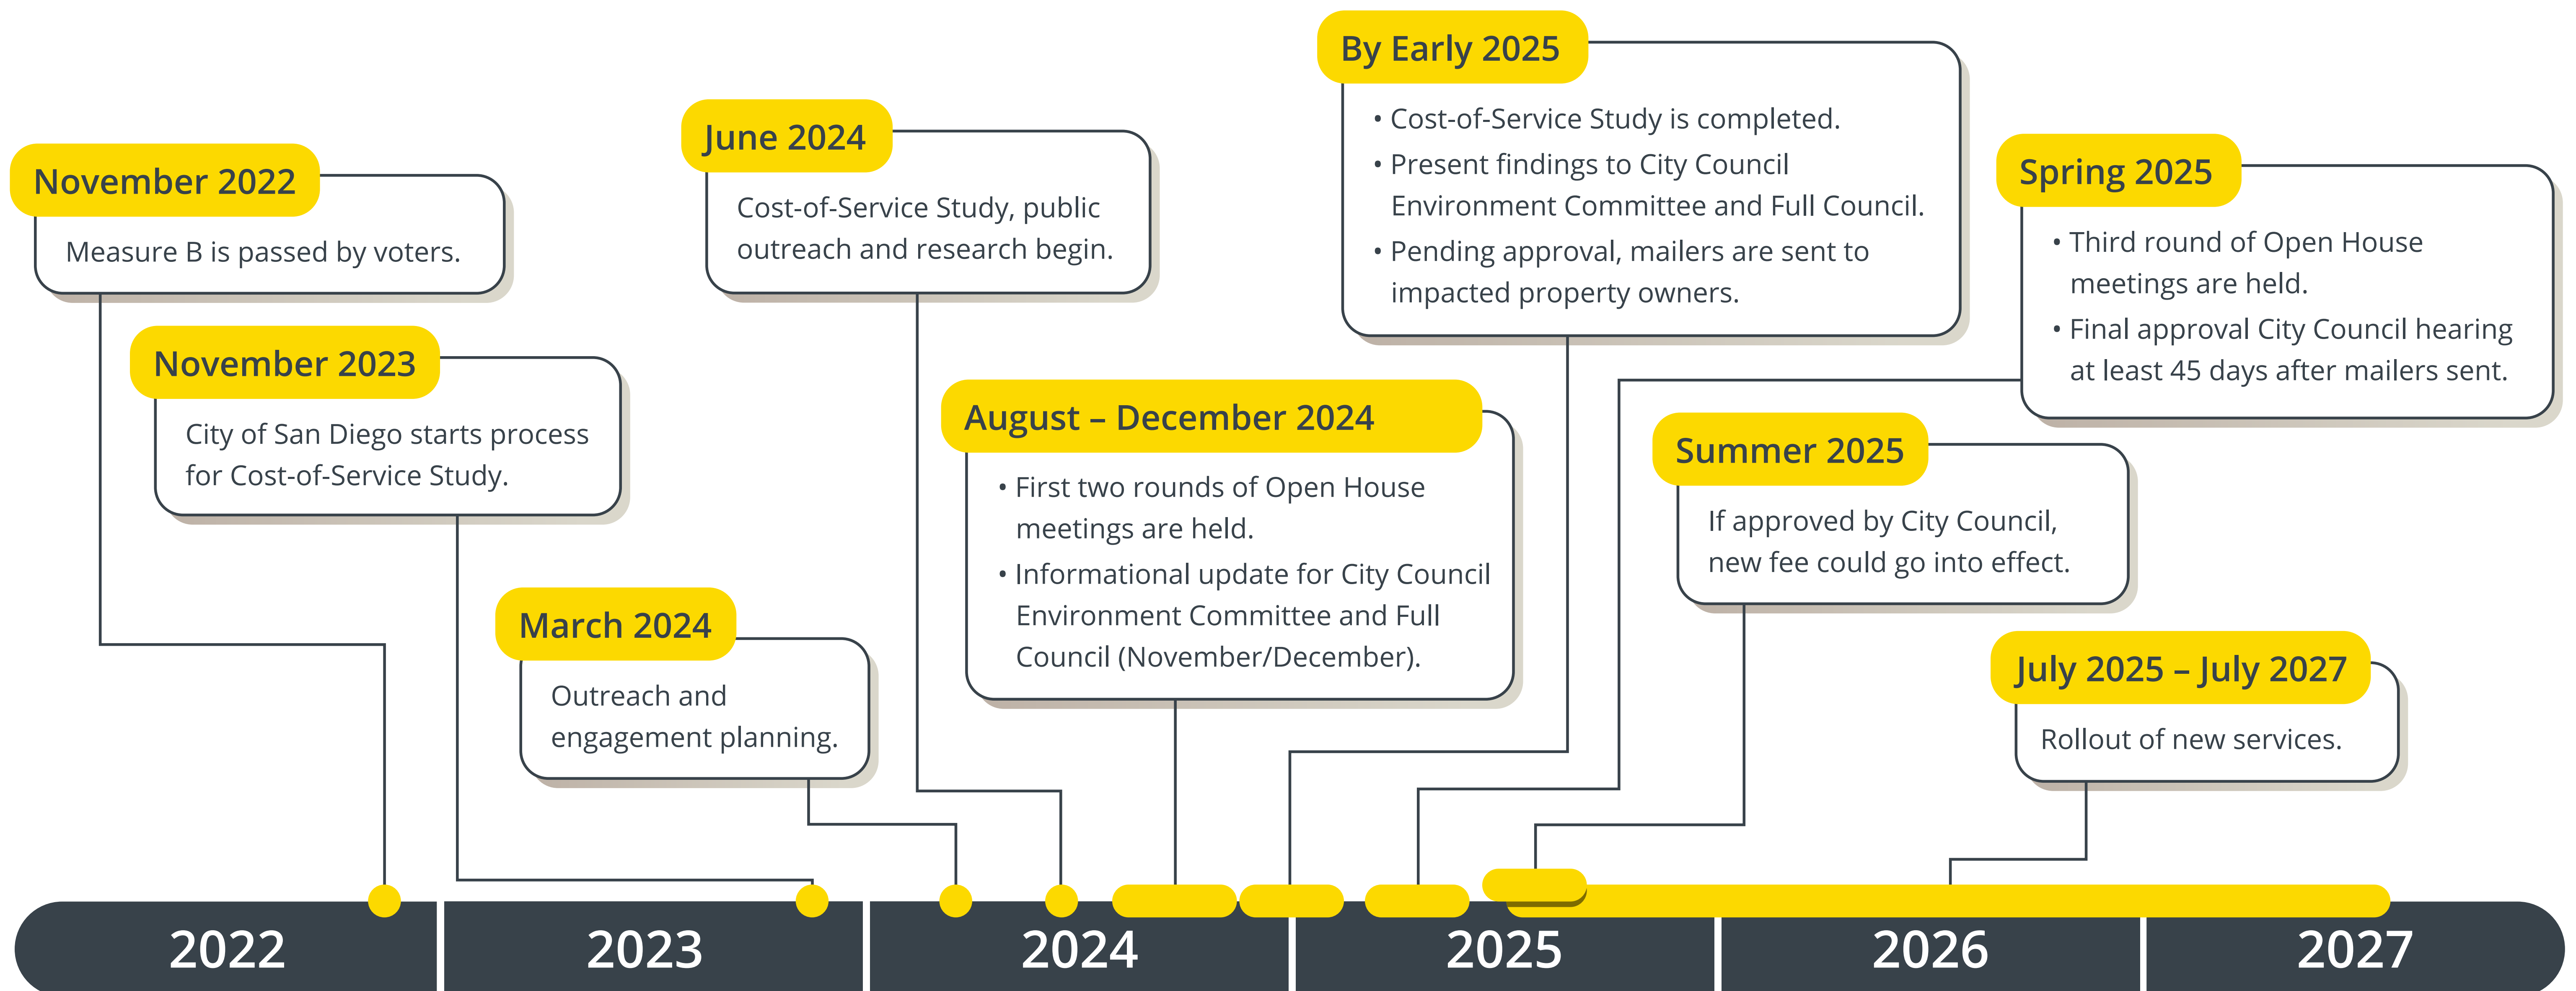 November 2022
Measure B is passed by voters.
November 2023
City of San Diego starts process
for Cost-of-Service Study.
March 2024
Outreach and
engagement planning.
June 2024
Cost-of-Service Study, public
outreach and research begin.
August – December 2024
• First two rounds of Open House
meetings are held.
• Informational update for City Council
Environment Committee and Full
Council (November/December).
By Early 2025
• Cost-of-Service Study is completed.
• Present findings to City Council
Environment Committee and Full Council.
• Pending approval, mailers are sent to
impacted property owners.
Spring 2025
• Third round of Open House
meetings are held.
• Final approval City Council hearing
at least 45 days after mailers sent.
Summer 2025
If approved by City Council,
new fee could go into effect.
July 2025 – July 2027
Rollout of new services.
2022
2023
2024
2025
2026
2027